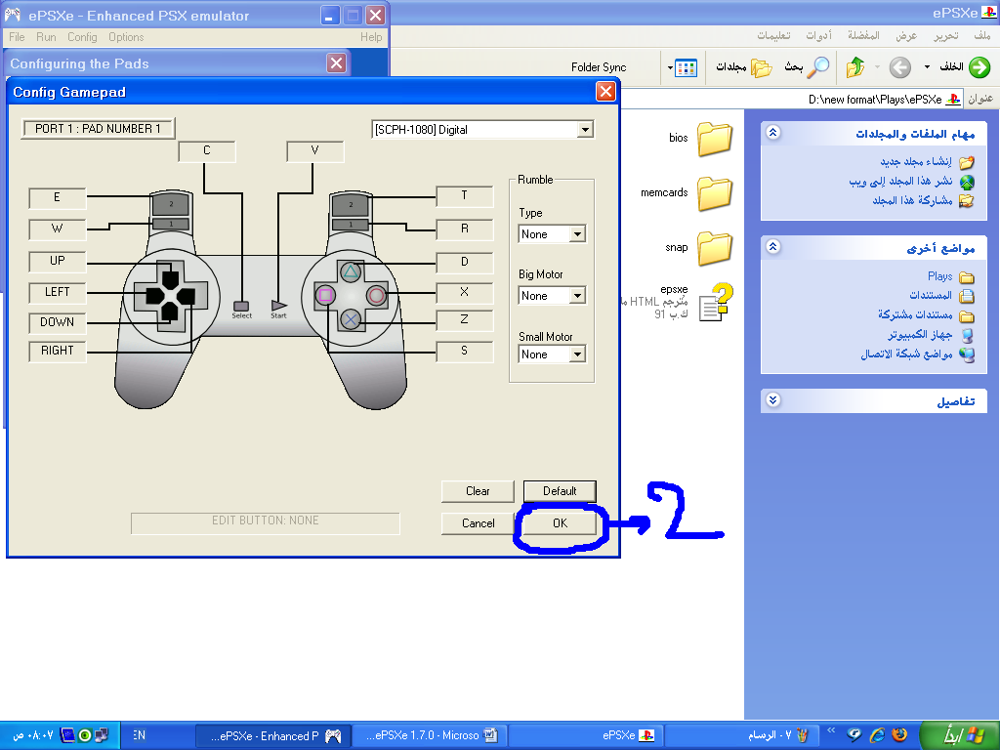 ePSXe - Enhanced PSX emulator
File Run Config Options Help
Configuring the Pads
Config Gamepad
PORT 1 : PAD NUMBER 1
[SCPH-1080] Digital
C
V
E
W
UP
LEFT
DOWN
RIGHT
2
1
2
1
Select
Start
T
R
D
X
Z
S
Rumble
Type
None
Big Motor
None
Small Motor
None
Clear
Default
EDIT BUTTON: NONE
Cancel
OK
2
ePSXe
ملف تحرير عرض المفضلة أدوات تعليمات
الخلف بحث مجلدات Folder Sync
عنوان D:\new format\Plays\ePSXe
bios
memcards
snap
epsxe
مترجم HTML م
91 ك.ب
مهام الملفات والمجلدات
إنشاء مجلد جديد
نشر هذا المجلد إلى ويب
مشاركة هذا المجلد
مواضع أخرى
Plays
المستندات
مستندات مشتركة
جهاز الكمبيوتر
مواضع شبكة الاتصال
تفاصيل
ابدأ
٧ - الرسام
ePSXe
...ePSXe 1.7.0 - Microso
...ePSXe - Enhanced P
EN
٠٨:٠٧ ص